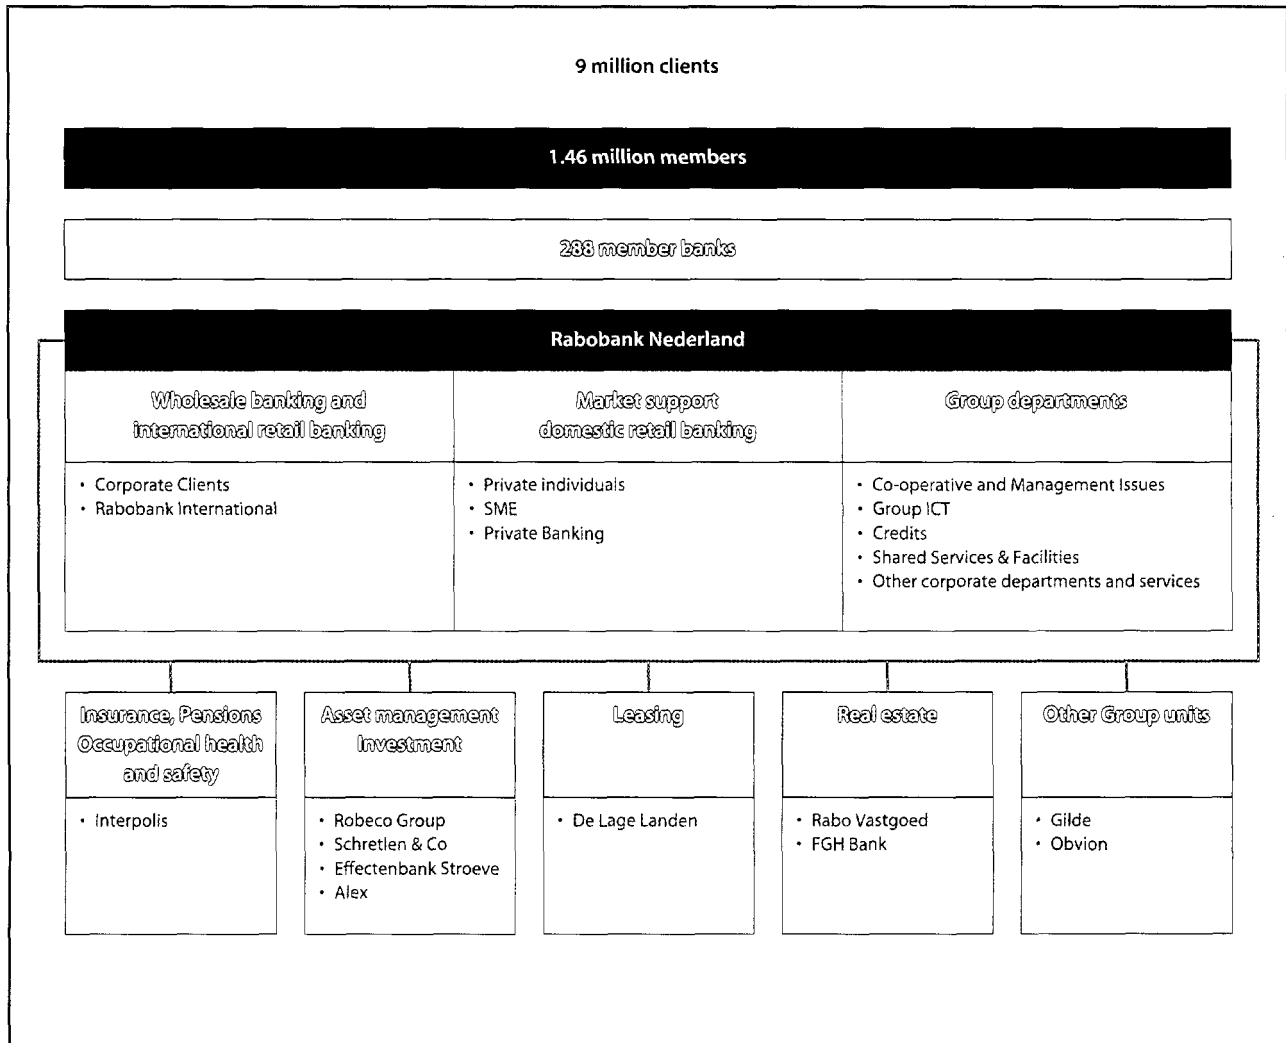 9 million clients
1.46 million members
288 member banks
Rabobank Nederland
Wholesale banking and
international retail banking
• Corporate Clients
• Rabobank International
Market support
domestic retail banking
• Private individuals
• SME
• Private Banking
Group departments
• Co-operative and Management Issues
• Group ICT
• Credits
• Shared Services & Facilities
• Other corporate departments and services
Insurance, Pensions
Occupational health
and safety
• Interpolis
Asset management
Investment
• Robeco Group
• Schretlen & Co
• Effectenbank Stroeve
• Alex
Leasing
• De Lage Landen
Real estate
• Rabo Vastgoed
• FGH Bank
Other Group units
• Gilde
• Obvion